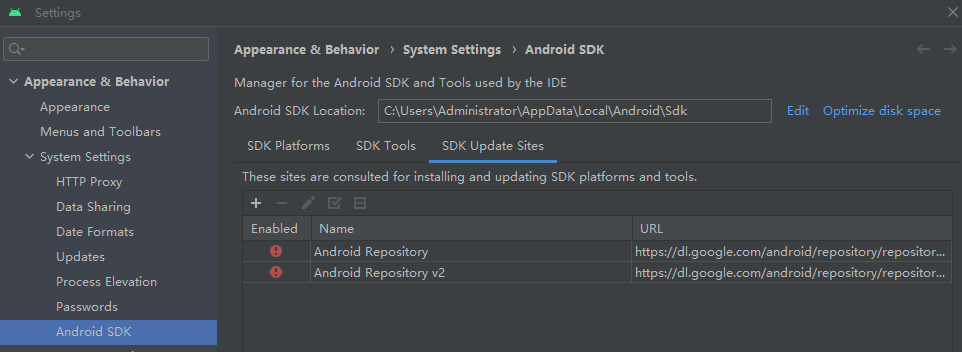 Settings
Appearance & Behavior
Appearance
Menus and Toolbars
System Settings
HTTP Proxy
Data Sharing
Date Formats
Updates
Process Elevation
Passwords
Android SDK
Appearance & Behavior › System Settings › Android SDK
Manager for the Android SDK and Tools used by the IDE
Android SDK Location: C:\Users\Administrator\AppData\Local\Android\Sdk Edit Optimize disk space
SDK Platforms SDK Tools SDK Update Sites
These sites are consulted for installing and updating SDK platforms and tools.
Enabled Name URL
Android Repository https://dl.google.com/android/repository/repositor...
Android Repository v2 https://dl.google.com/android/repository/repositor...